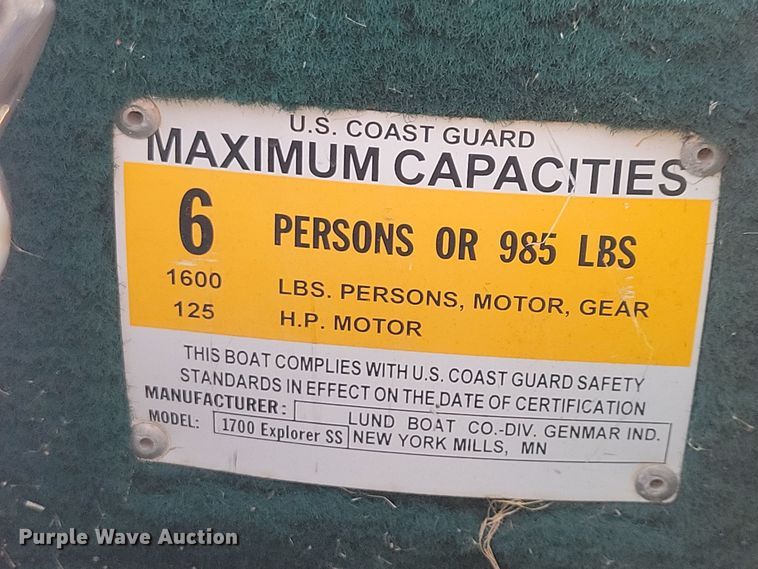 U.S. COAST GUARD
MAXIMUM CAPACITIES
6 PERSONS OR 985 LBS
1600 LBS. PERSONS, MOTOR, GEAR
125 H.P. MOTOR
THIS BOAT COMPLIES WITH U.S. COAST GUARD SAFETY
STANDARDS IN EFFECT ON THE DATE OF CERTIFICATION
MANUFACTURER: LUND BOAT CO.-DIV. GENMAR IND.
MODEL: 1700 Explorer SS NEW YORK MILLS, MN
Purple Wave Auction